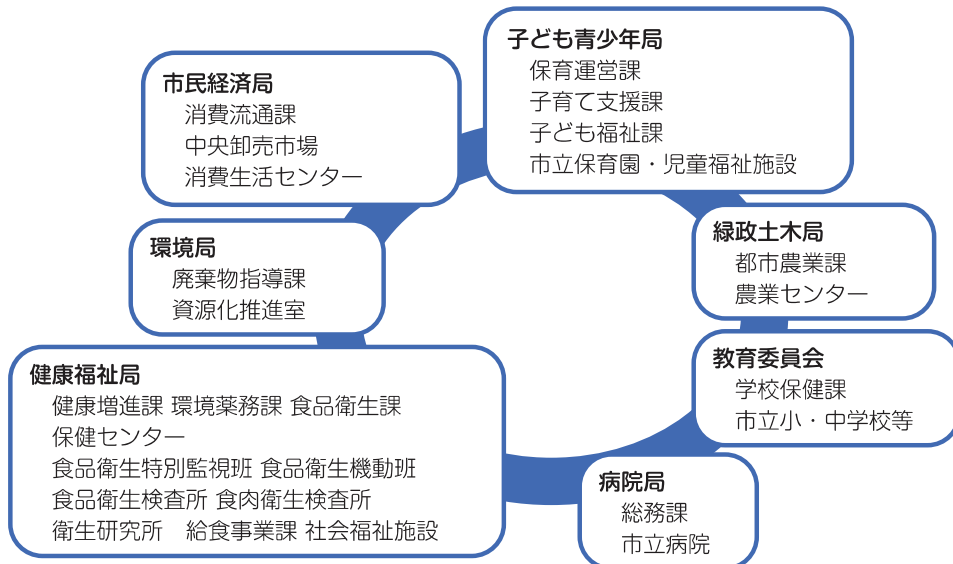 子ども青少年局
保育運営課
子育て支援課
子ども福祉課
市立保育園・児童福祉施設
市民経済局
消費流通課
中央卸売市場
消費生活センター
緑政土木局
都市農業課
農業センター
環境局
廃棄物指導課
資源化推進室
教育委員会
学校保健課
市立小・中学校等
健康福祉局
健康増進課 環境薬務課 食品衛生課
保健センター
食品衛生特別監視班 食品衛生機動班
食品衛生検査所 食肉衛生検査所
衛生研究所　給食事業課 社会福祉施設
病院局
総務課
市立病院